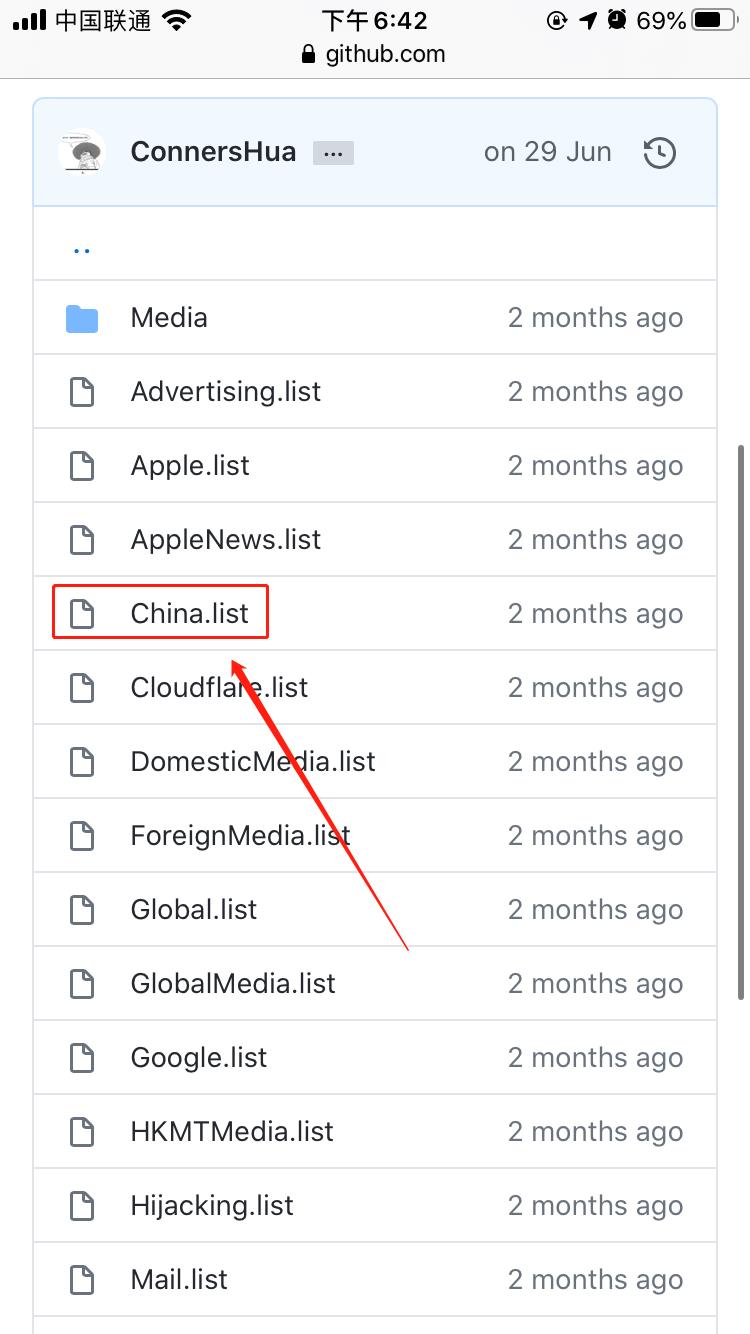 中国联通 下午6:42 69%
github.com
ConnersHua ... on 29 Jun
..
Media 2 months ago
Advertising.list 2 months ago
Apple.list 2 months ago
AppleNews.list 2 months ago
China.list 2 months ago
Cloudflare.list 2 months ago
DomesticMedia.list 2 months ago
ForeignMedia.list 2 months ago
Global.list 2 months ago
GlobalMedia.list 2 months ago
Google.list 2 months ago
HKMTMedia.list 2 months ago
Hijacking.list 2 months ago
Mail.list 2 months ago